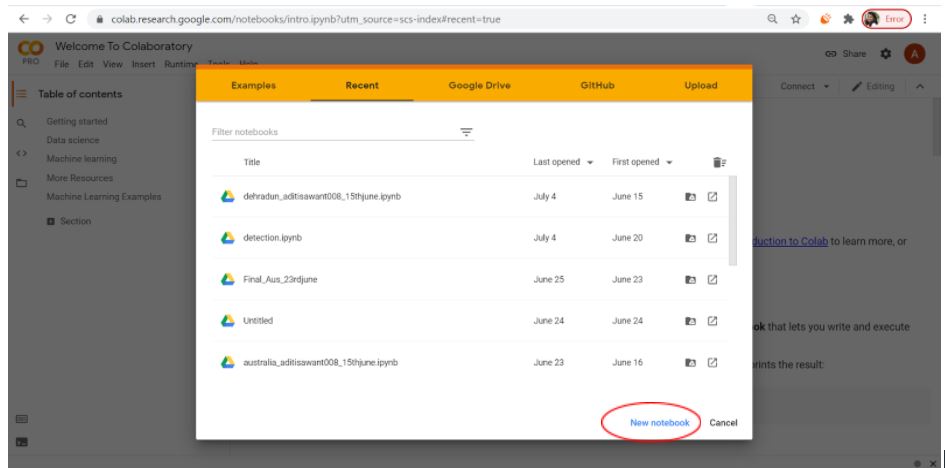 colab.research.google.com/notebooks/intro.ipynb?utm_source=scs-index#recent=true
Error
PRO
Welcome To Colaboratory
File Edit View Insert Runtime Tools Help
Share
A
Table of contents
Connect
Editing
Getting started
Data science
Machine learning
More Resources
Machine Learning Examples
Section
Examples
Recent
Google Drive
GitHub
Upload
Filter notebooks
Title
Last opened
First opened
dehradun_aditisawant008_15thjune.ipynb July 4 June 15
detection.ipynb July 4 June 20
Final_Aus_23rdjune June 25 June 23
Untitled June 24 June 24
australia_aditisawant008_15thjune.ipynb June 23 June 16
New notebook
Cancel
duction to Colab to learn more, or
ok that lets you write and execute
rints the result: